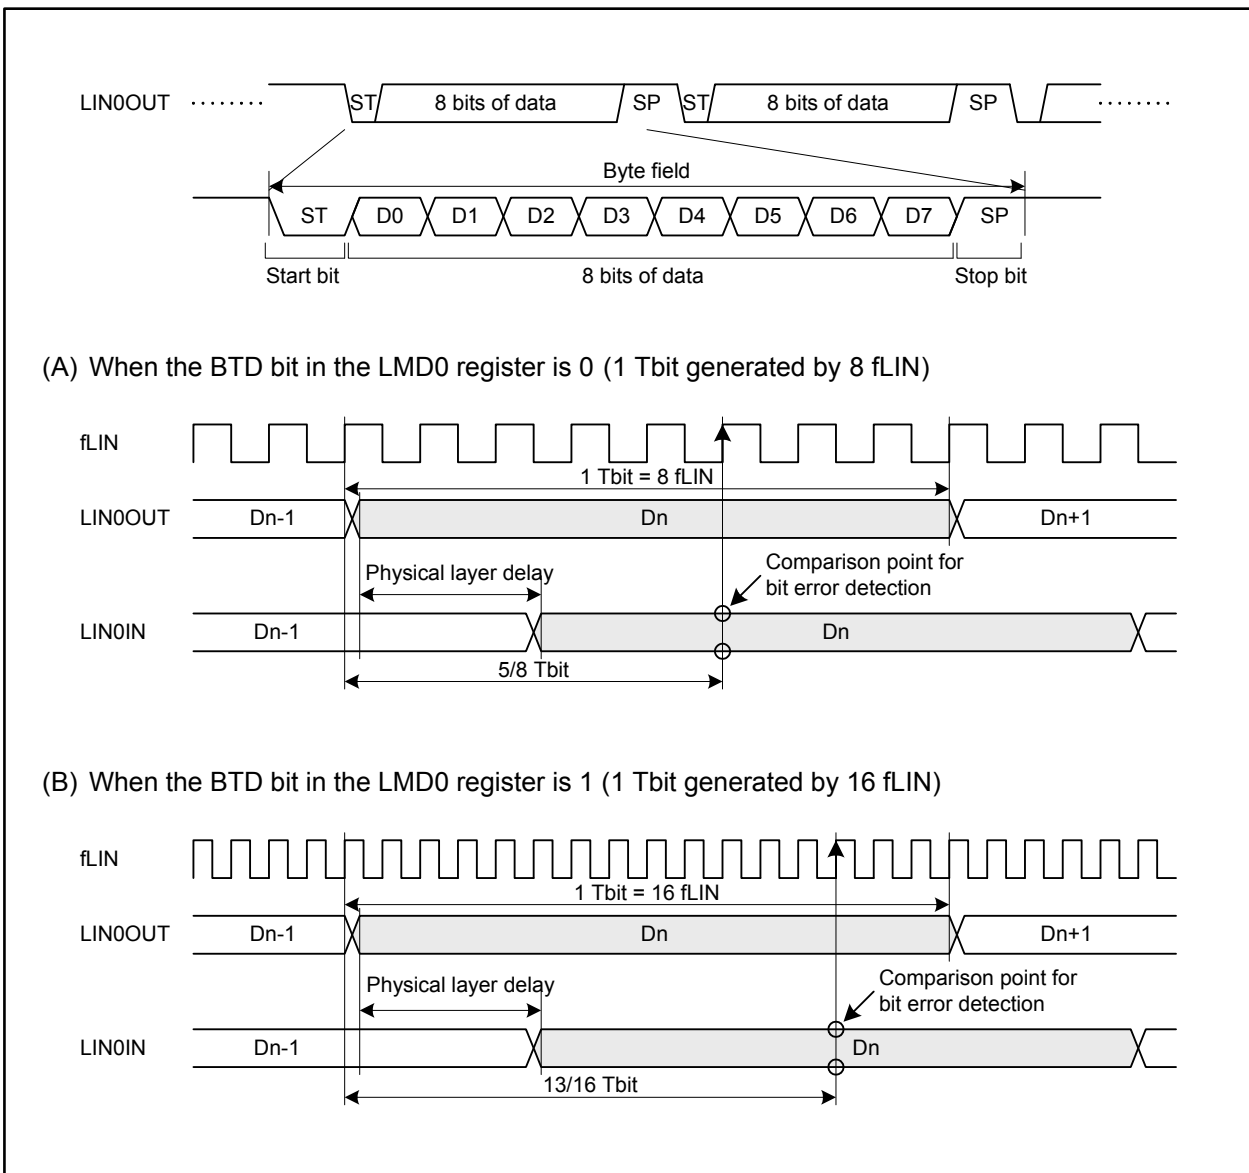 LIN0OUT ........ ST 8 bits of data SP ST 8 bits of data SP ........
Byte field
ST D0 D1 D2 D3 D4 D5 D6 D7 SP
Start bit 8 bits of data Stop bit
(A) When the BTD bit in the LMD0 register is 0 (1 Tbit generated by 8 fLIN)
fLIN
1 Tbit = 8 fLIN
LIN0OUT Dn-1 Dn Dn+1
Physical layer delay
Comparison point for
bit error detection
LIN0IN Dn-1 Dn
5/8 Tbit
(B) When the BTD bit in the LMD0 register is 1 (1 Tbit generated by 16 fLIN)
fLIN
1 Tbit = 16 fLIN
LIN0OUT Dn-1 Dn Dn+1
Physical layer delay
Comparison point for
bit error detection
LIN0IN Dn-1 Dn
13/16 Tbit